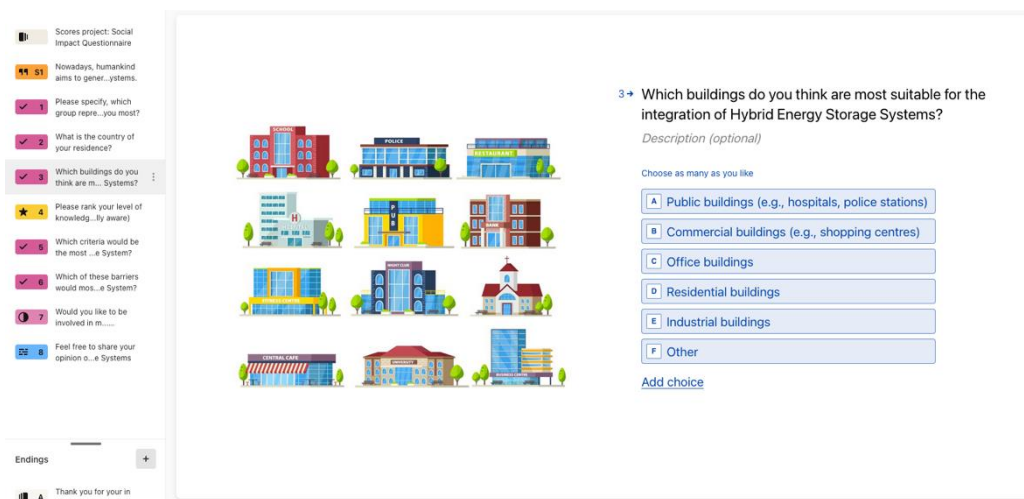 Scores project: Social
Impact Questionnaire
S1
Nowadays, humankind
aims to gener...ystems.
1
Please specify, which
group repre...you most?
2
What is the country of
your residence?
3
Which buildings do you
think are m... Systems?
4
Please rank your level of
knowledg...lly aware)
5
Which criteria would be
the most ...e System?
6
Which of these barriers
would mos...e System?
7
Would you like to be
involved in m......
8
Feel free to share your
opinion o...e Systems
Endings
+
A
Thank you for your in
SCHOOL
POLICE
RESTAURANT
H
PUB
BANK
FITNESS CENTRE
NIGHT CLUB
CENTRAL CAFE
UNIVERSITY
BUSINESS CENTRE
3→ Which buildings do you think are most suitable for the
integration of Hybrid Energy Storage Systems?
Description (optional)
Choose as many as you like
A Public buildings (e.g., hospitals, police stations)
B Commercial buildings (e.g., shopping centres)
C Office buildings
D Residential buildings
E Industrial buildings
F Other
Add choice